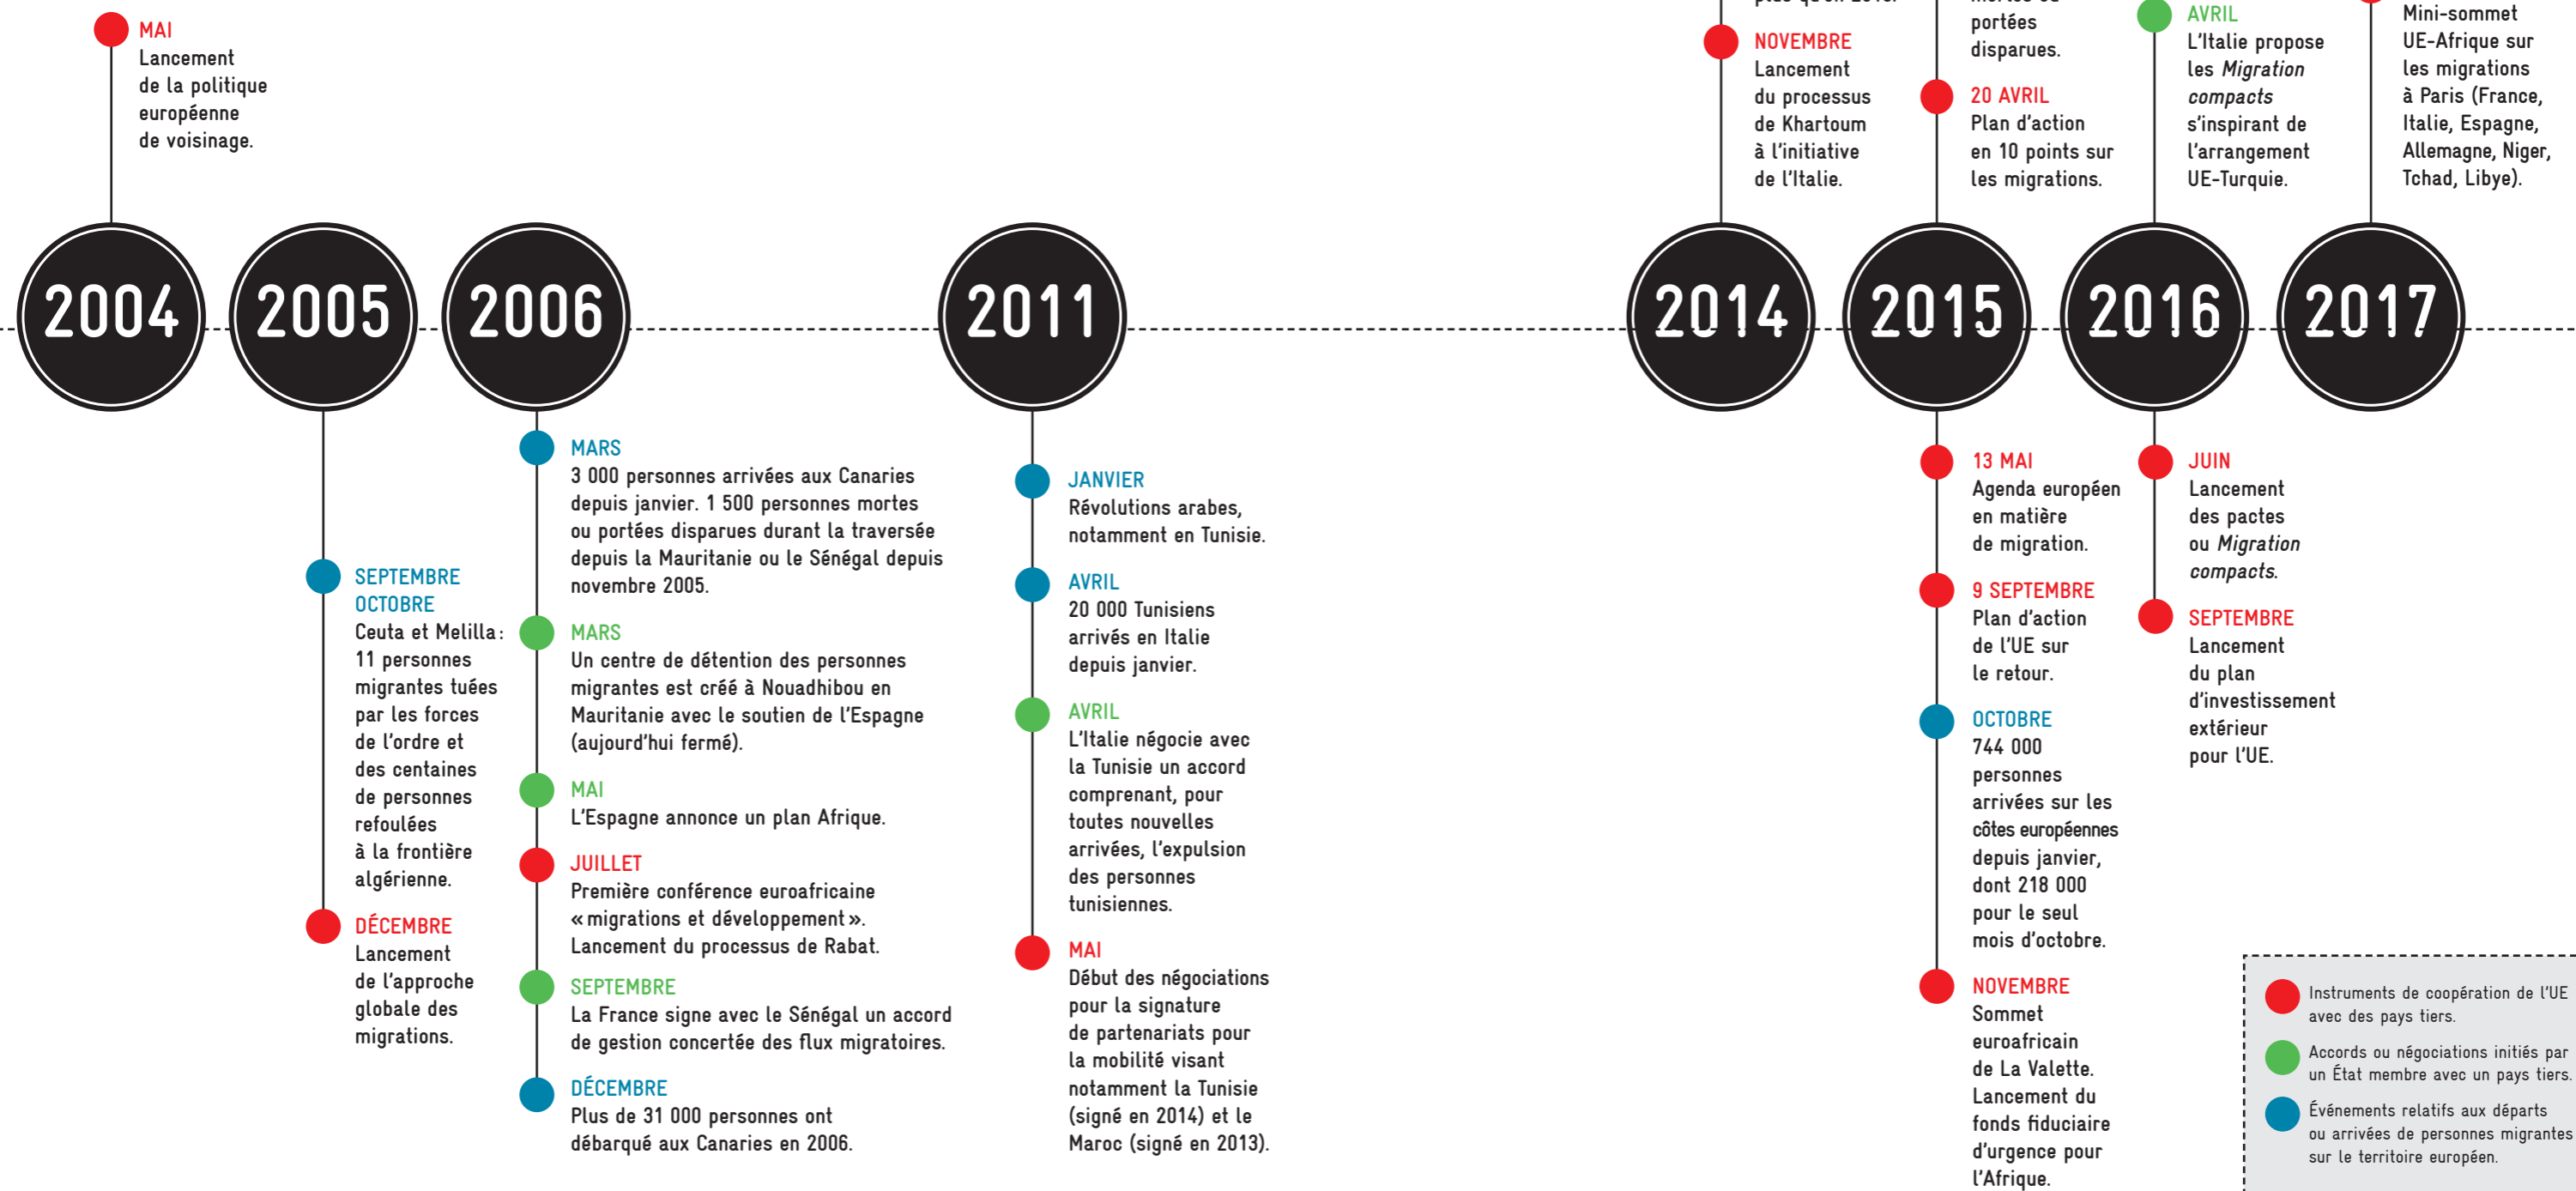 MAI
Lancement
de la politique
européenne
de voisinage.
NOVEMBRE
Lancement
du processus
de Khartoum
à l'initiative
de l'Italie.
portées
disparues.
20 AVRIL
Plan d'action
en 10 points sur
les migrations.
AVRIL
L'Italie propose
les Migration
compacts
s'inspirant de
l'arrangement
UE-Turquie.
Mini-sommet
UE-Afrique sur
les migrations
à Paris (France,
Italie, Espagne,
Allemagne, Niger,
Tchad, Libye).
2004
2005
2006
2011
2014
2015
2016
2017
SEPTEMBRE
OCTOBRE
Ceuta et Melilla :
11 personnes
migrantes tuées
par les forces
de l'ordre et
des centaines
de personnes
refoulées
à la frontière
algérienne.
DÉCEMBRE
Lancement
de l'approche
globale des
migrations.
MARS
3 000 personnes arrivées aux Canaries
depuis janvier. 1 500 personnes mortes
ou portées disparues durant la traversée
depuis la Mauritanie ou le Sénégal depuis
novembre 2005.
MARS
Un centre de détention des personnes
migrantes est créé à Nouadhibou en
Mauritanie avec le soutien de l'Espagne
(aujourd'hui fermé).
MAI
L'Espagne annonce un plan Afrique.
JUILLET
Première conférence euroafricaine
« migrations et développement ».
Lancement du processus de Rabat.
SEPTEMBRE
La France signe avec le Sénégal un accord
de gestion concertée des flux migratoires.
DÉCEMBRE
Plus de 31 000 personnes ont
débarqué aux Canaries en 2006.
JANVIER
Révolutions arabes,
notamment en Tunisie.
AVRIL
20 000 Tunisiens
arrivés en Italie
depuis janvier.
AVRIL
L'Italie négocie avec
la Tunisie un accord
comprenant, pour
toutes nouvelles
arrivées, l'expulsion
des personnes
tunisiennes.
MAI
Début des négociations
pour la signature
de partenariats pour
la mobilité visant
notamment la Tunisie
(signé en 2014) et le
Maroc (signé en 2013).
13 MAI
Agenda européen
en matière
de migration.
9 SEPTEMBRE
Plan d'action
de l'UE sur
le retour.
OCTOBRE
744 000
personnes
arrivées sur les
côtes européennes
depuis janvier,
dont 218 000
pour le seul
mois d'octobre.
NOVEMBRE
Sommet
euroafricain
de La Valette.
Lancement du
fonds fiduciaire
d'urgence pour
l'Afrique.
JUIN
Lancement
des pactes
ou Migration
compacts.
SEPTEMBRE
Lancement
du plan
d'investissement
extérieur
pour l'UE.
Instruments de coopération de l'UE
avec des pays tiers.
Accords ou négociations initiés par
un État membre avec un pays tiers.
Événements relatifs aux départs
ou arrivées de personnes migrantes
sur le territoire européen.